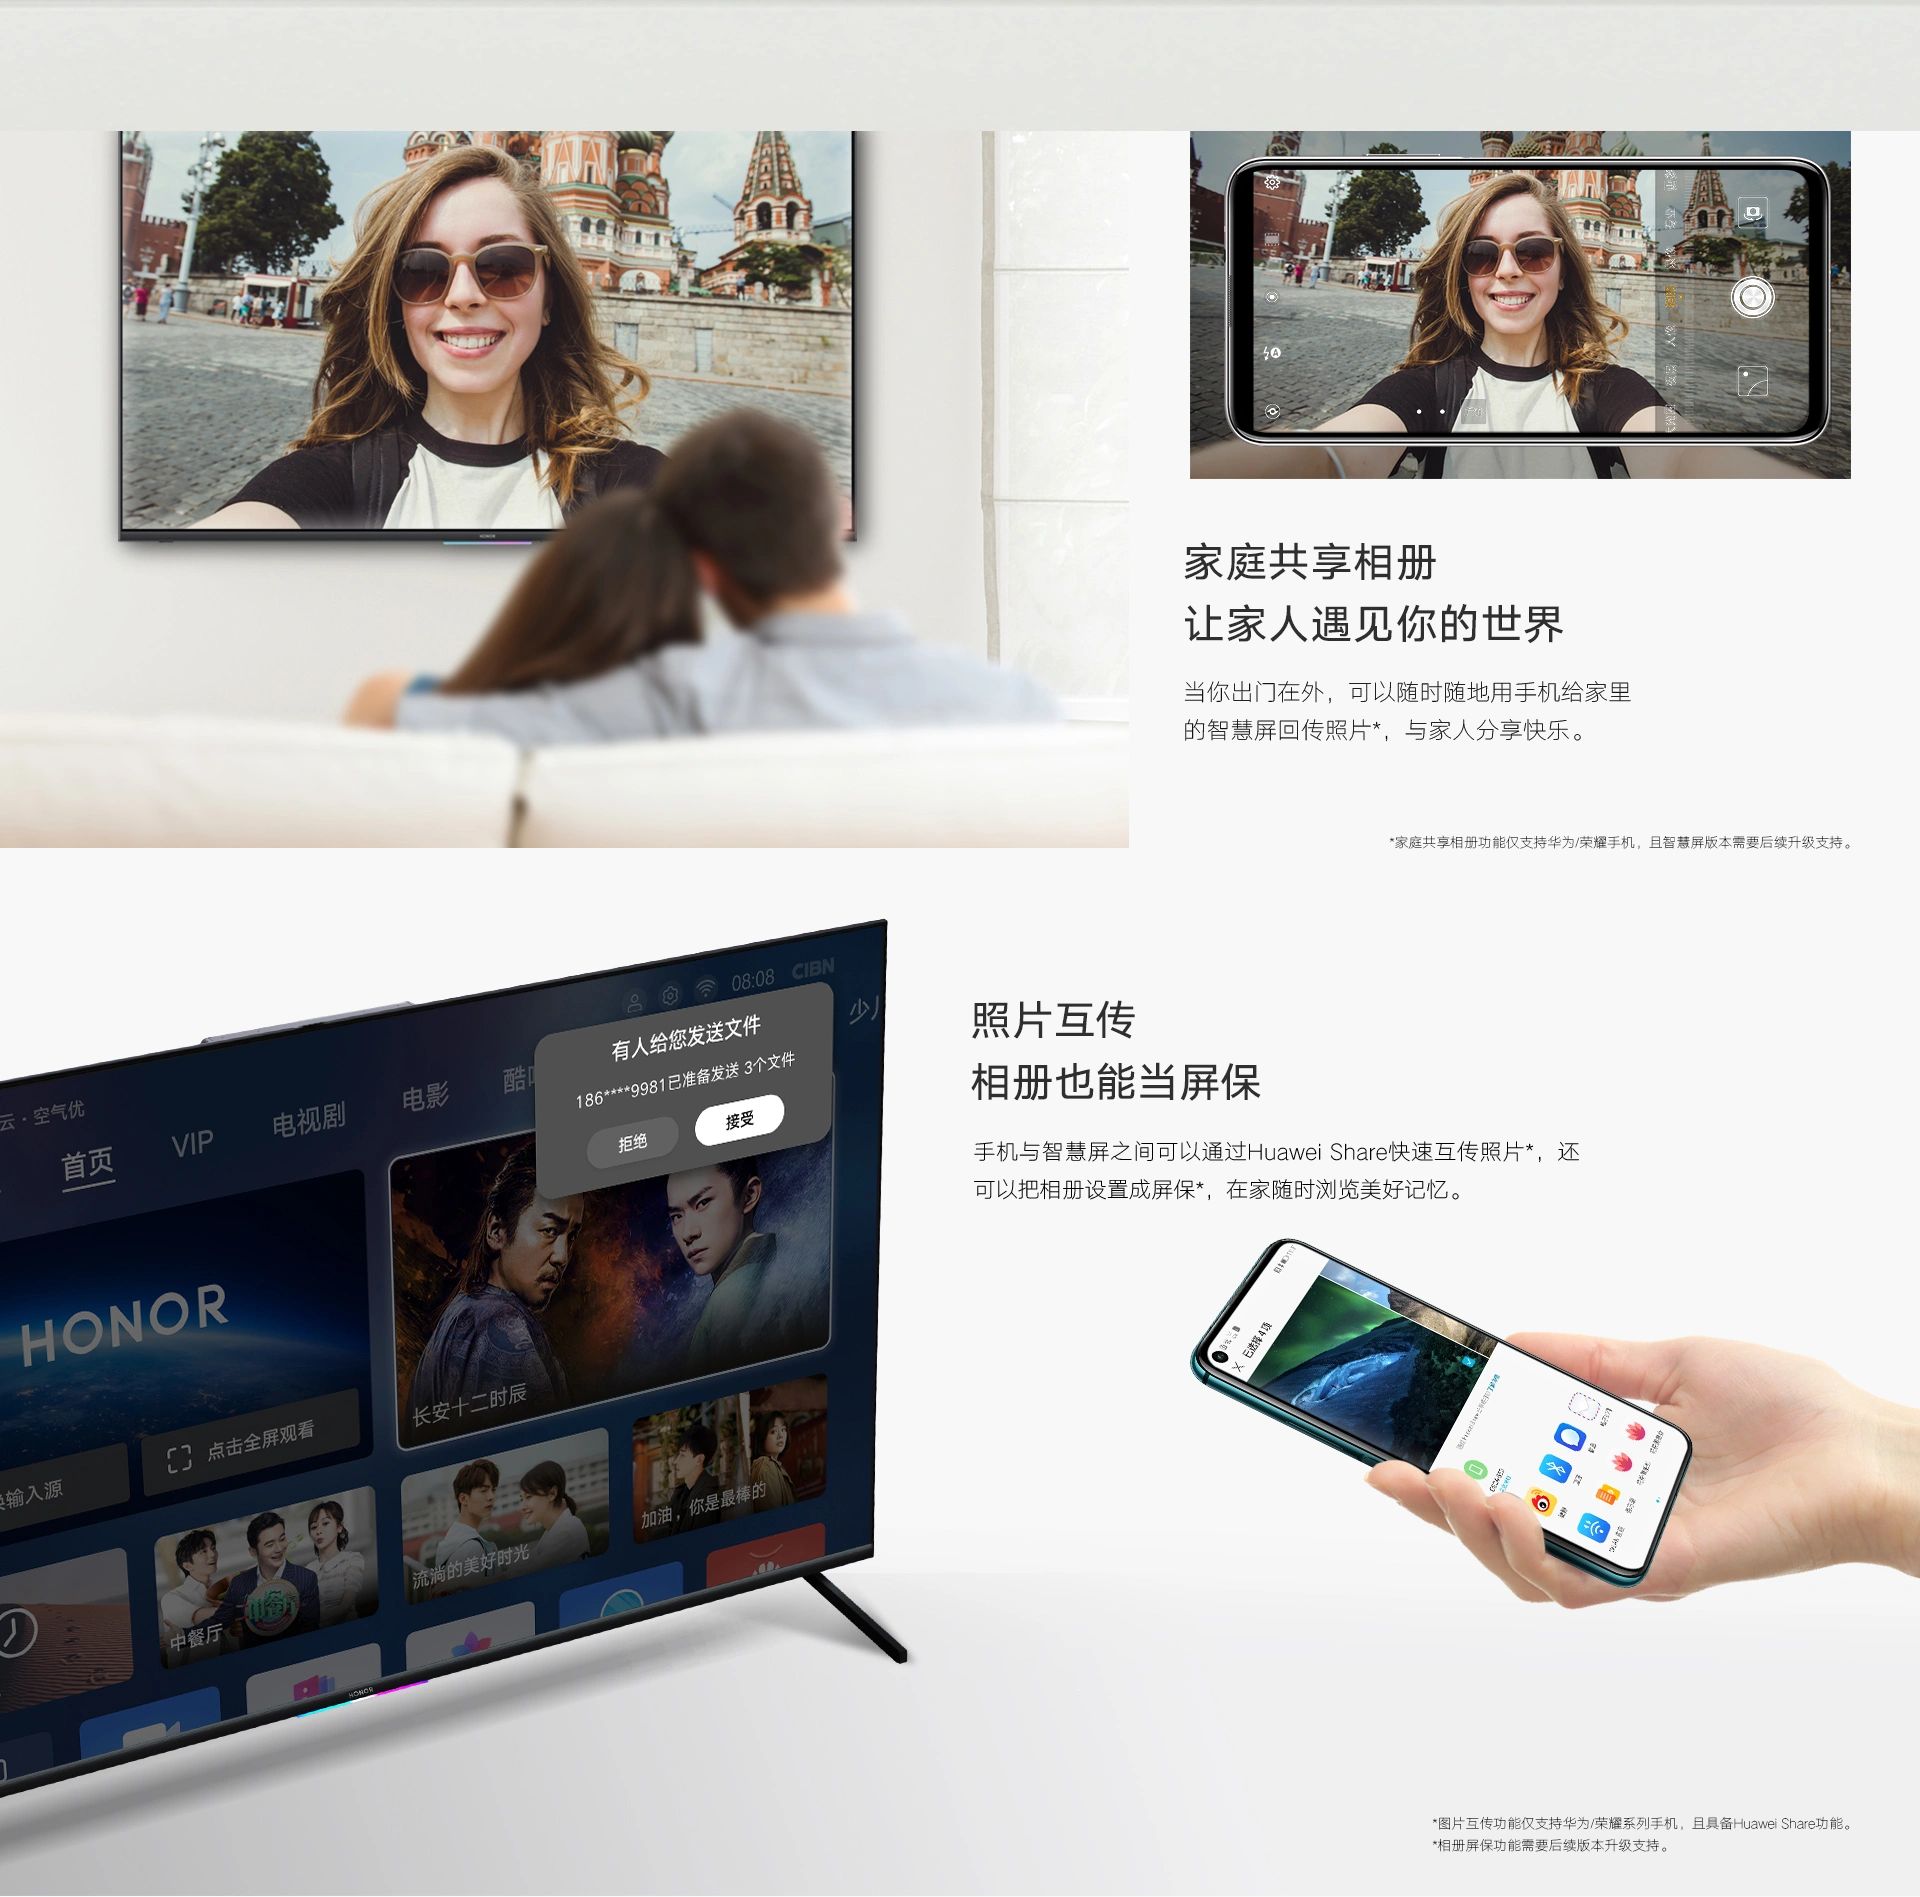 HONOR
家庭共享相册
让家人遇见你的世界
当你出门在外，可以随时随地用手机给家里
的智慧屏回传照片*，与家人分享快乐。
*家庭共享相册功能仅支持华为/荣耀手机，且智慧屏版本需要后续升级支持。
照片互传
相册也能当屏保
手机与智慧屏之间可以通过Huawei Share快速互传照片*，还
可以把相册设置成屏保*，在家随时浏览美好记忆。
08:08 CIBN
有人给您发送文件
186****9981已准备发送 3个文件
拒绝 接受
云·空气优
首页 VIP 电视剧 电影 酷
少
HONOR
点击全屏观看
输入源
长安十二时辰
中餐厅
流淌的美好时光
加油，你是最棒的
HONOR
已选择 4 项
*图片互传功能仅支持华为/荣耀系列手机，且具备Huawei Share功能。
*相册屏保功能需要后续版本升级支持。